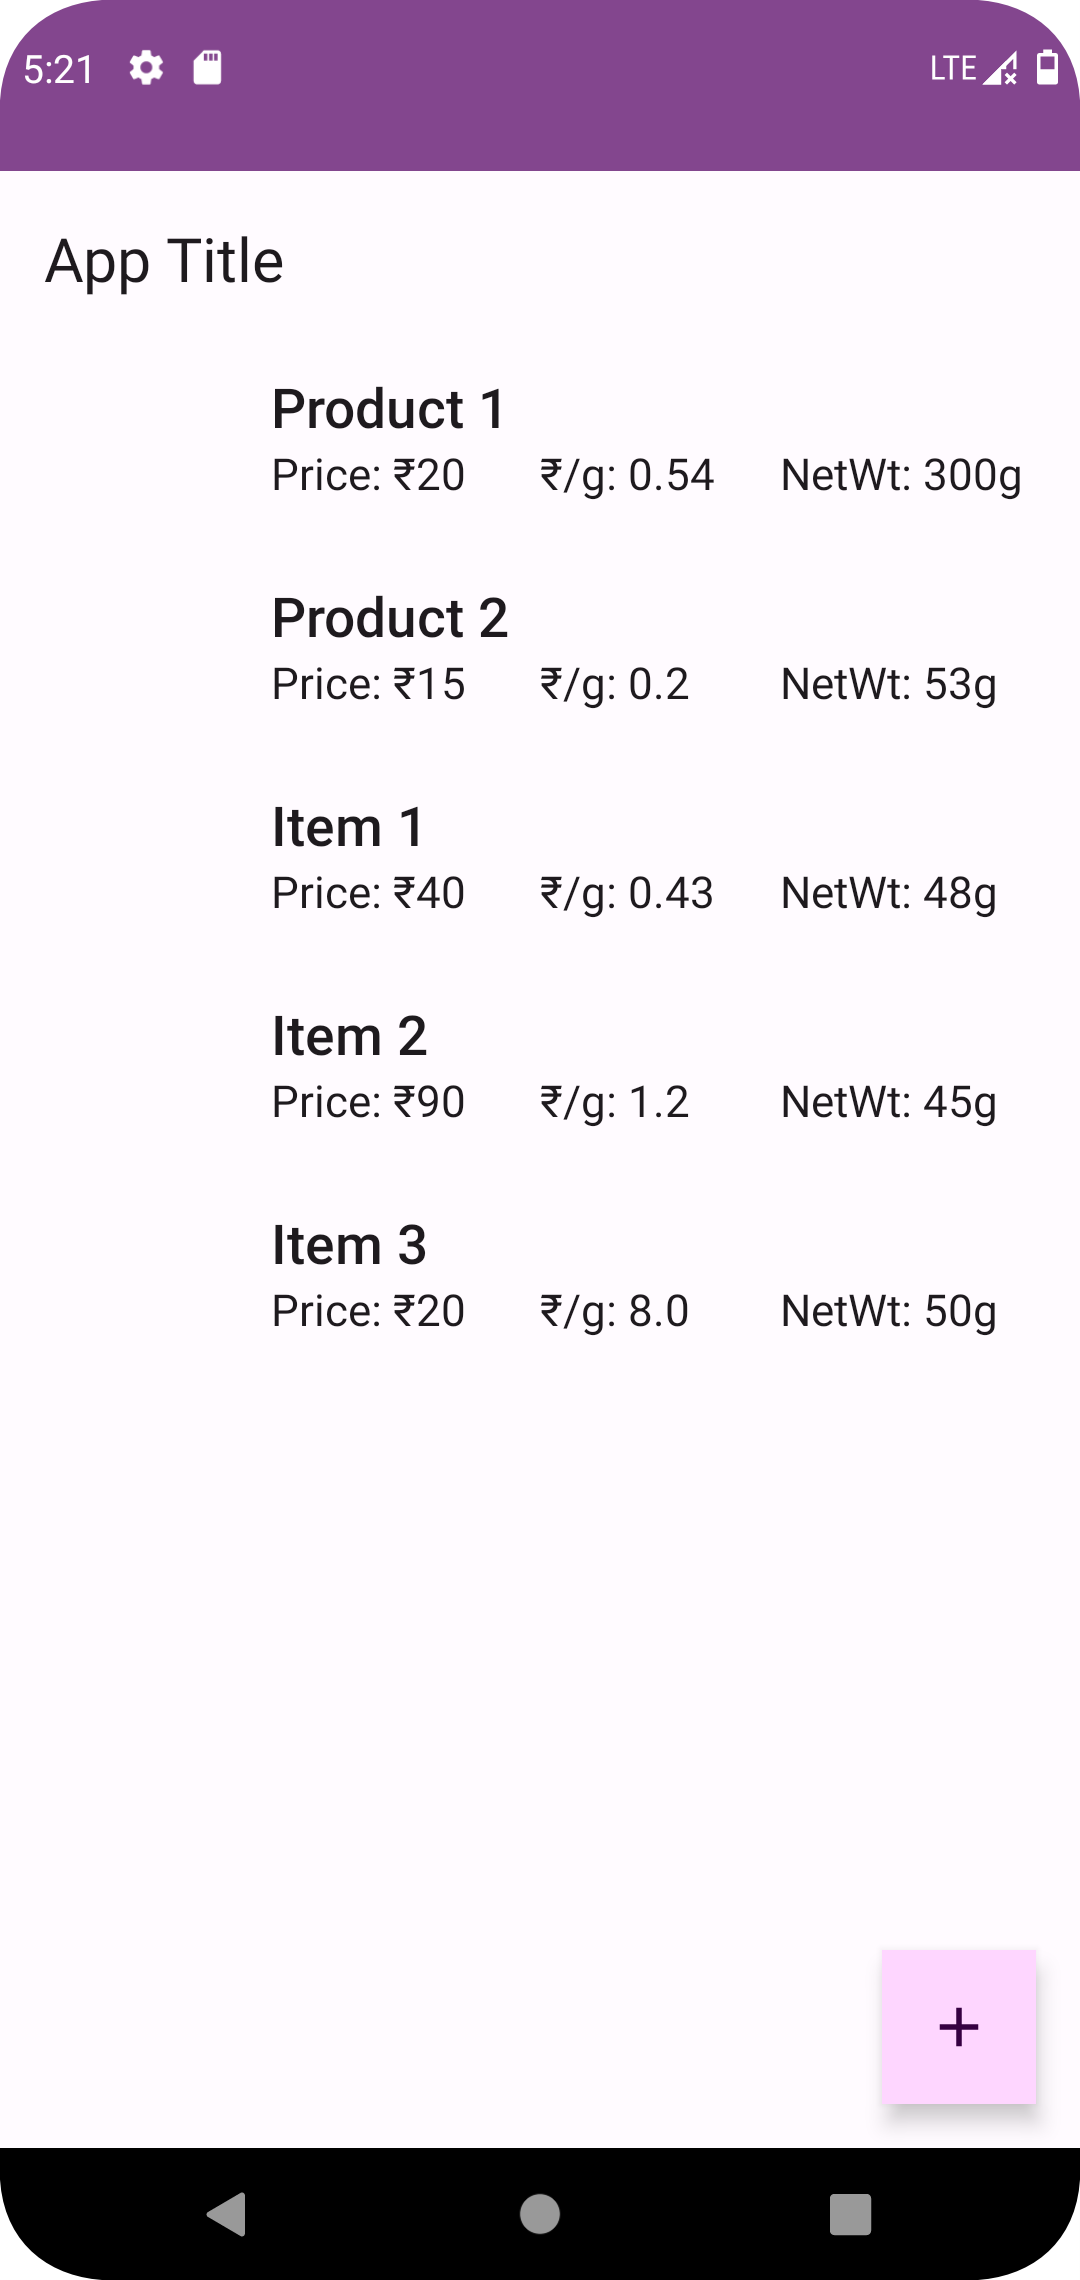 5:21 LTE
App Title
Product 1
Price: ₹20 ₹/g: 0.54 NetWt: 300g
Product 2
Price: ₹15 ₹/g: 0.2 NetWt: 53g
Item 1
Price: ₹40 ₹/g: 0.43 NetWt: 48g
Item 2
Price: ₹90 ₹/g: 1.2 NetWt: 45g
Item 3
Price: ₹20 ₹/g: 8.0 NetWt: 50g
+